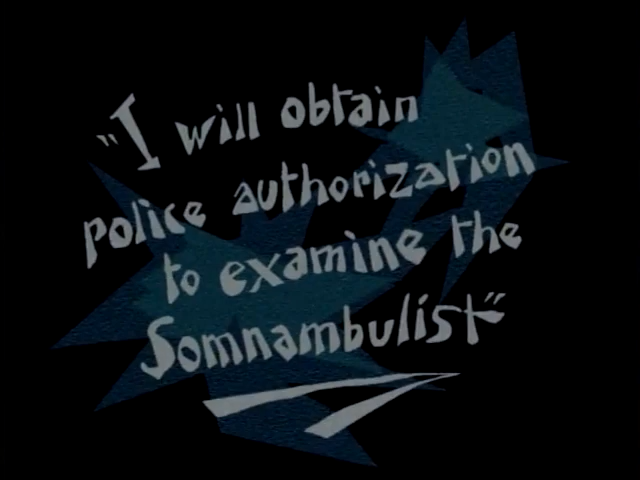 "I will obtain
police authorization
to examine the
Somnambulist"